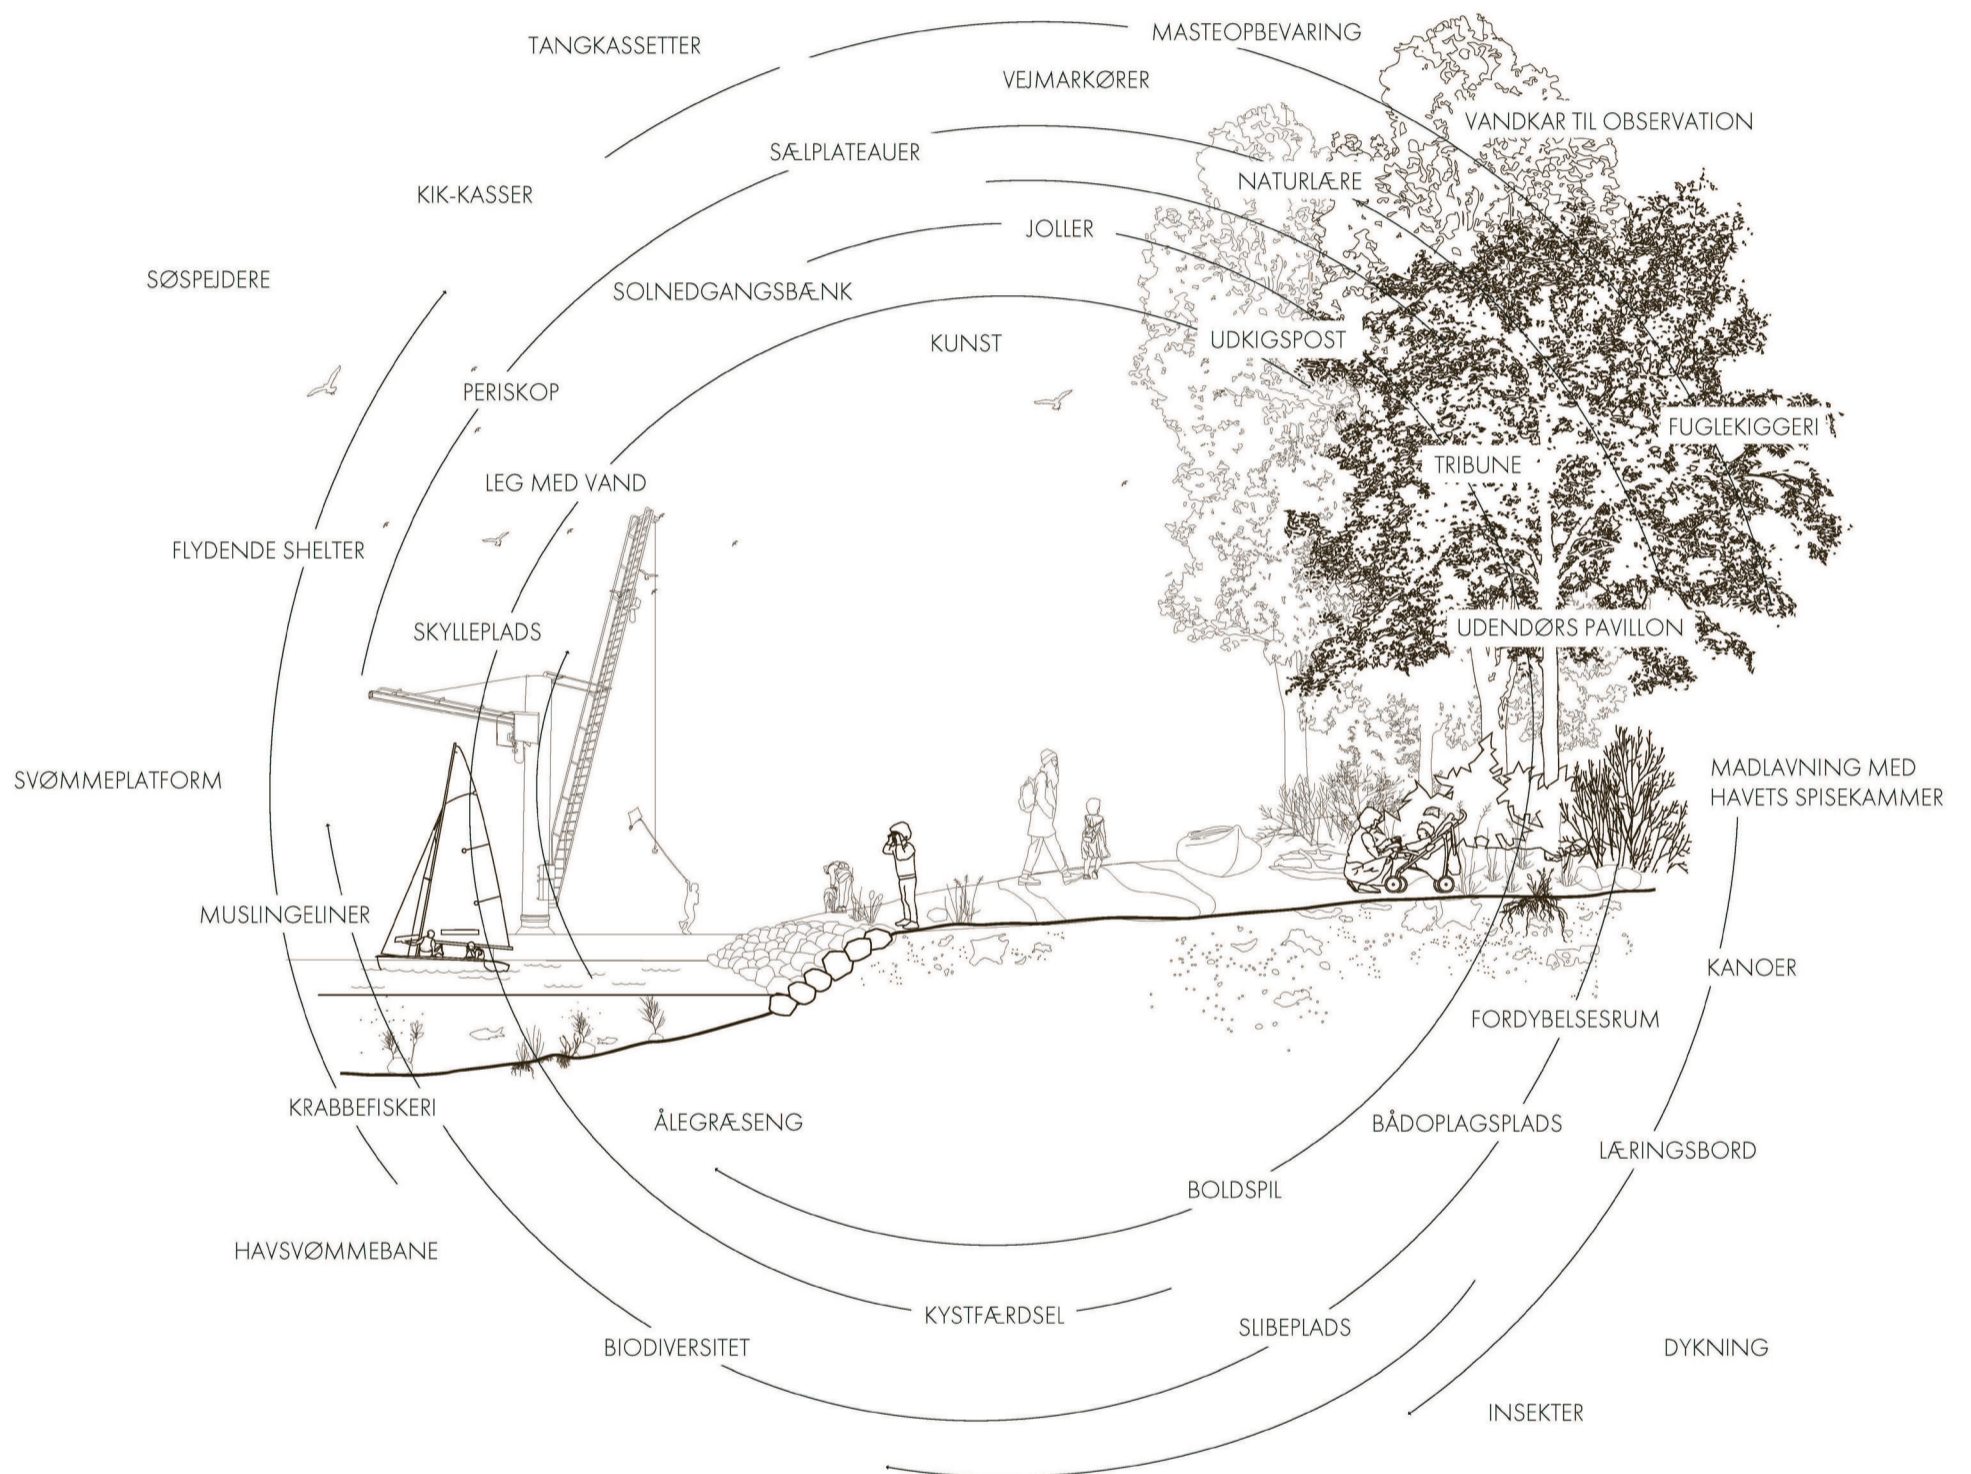 MASTEOPBEVARING
TANGKASSETTER
VEJMARKØRER
VANDKAR TIL OBSERVATION
SÆLPLATEAUER
NATURLÆRE
KIK-KASSER
JOLLER
SØSPEJDERE
SOLNEDGANGSBÆNK
UDKIGSPOST
KUNST
PERISKOP
FUGLEKIGGERI
TRIBUNE
LEG MED VAND
FLYDENDE SHELTER
UDENDØRS PAVILLON
SKYLLEPLADS
SVØMMEPLATFORM
MADLAVNING MED
HAVETS SPISEKAMMER
MUSLINGELINER
KANOER
FORDYBELSESRUM
KRABBEFISKERI
ÅLEGRÆSENG
BÅDOPLAGSPLADS
LÆRINGSBORD
BOLDSPIL
HAVSVØMMEBANE
KYSTFÆRDSEL
SLIBEPLADS
BIODIVERSITET
DYKNING
INSEKTER